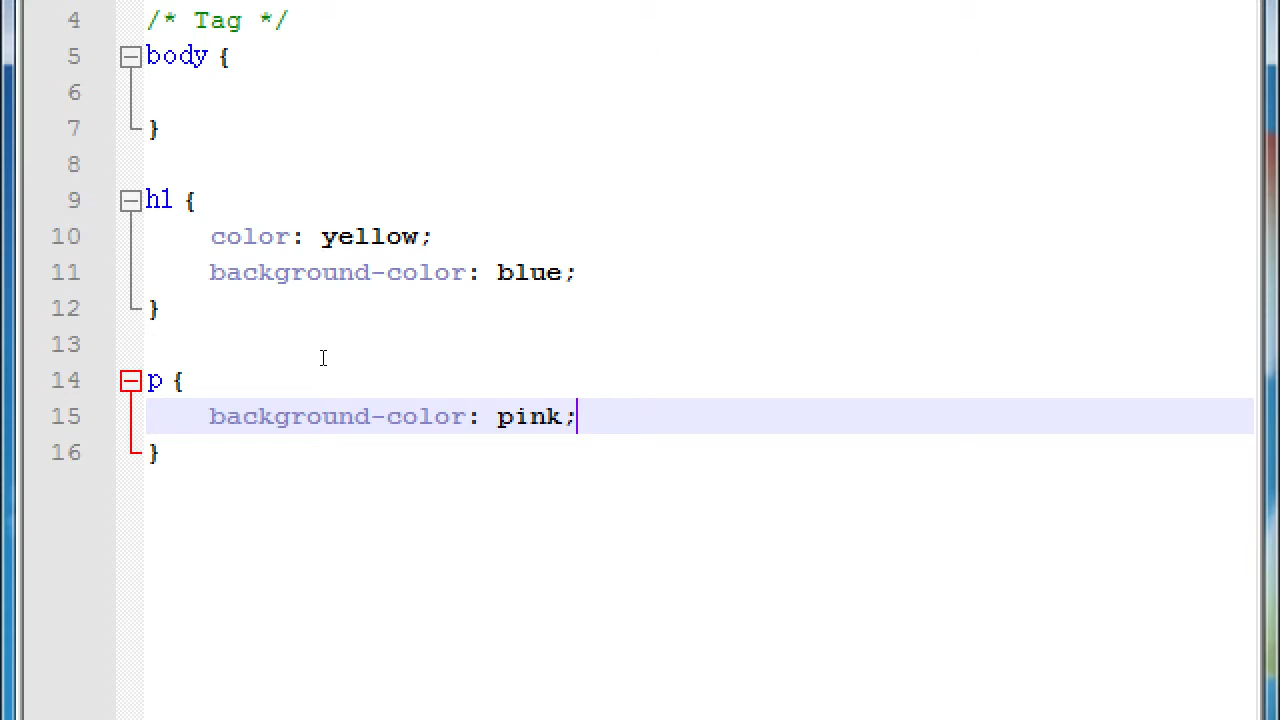 4 /* Tag */
5 body {
6
7 }
8
9 h1 {
10 color: yellow;
11 background-color: blue;
12 }
13
14 p {
15 background-color: pink;
16 }